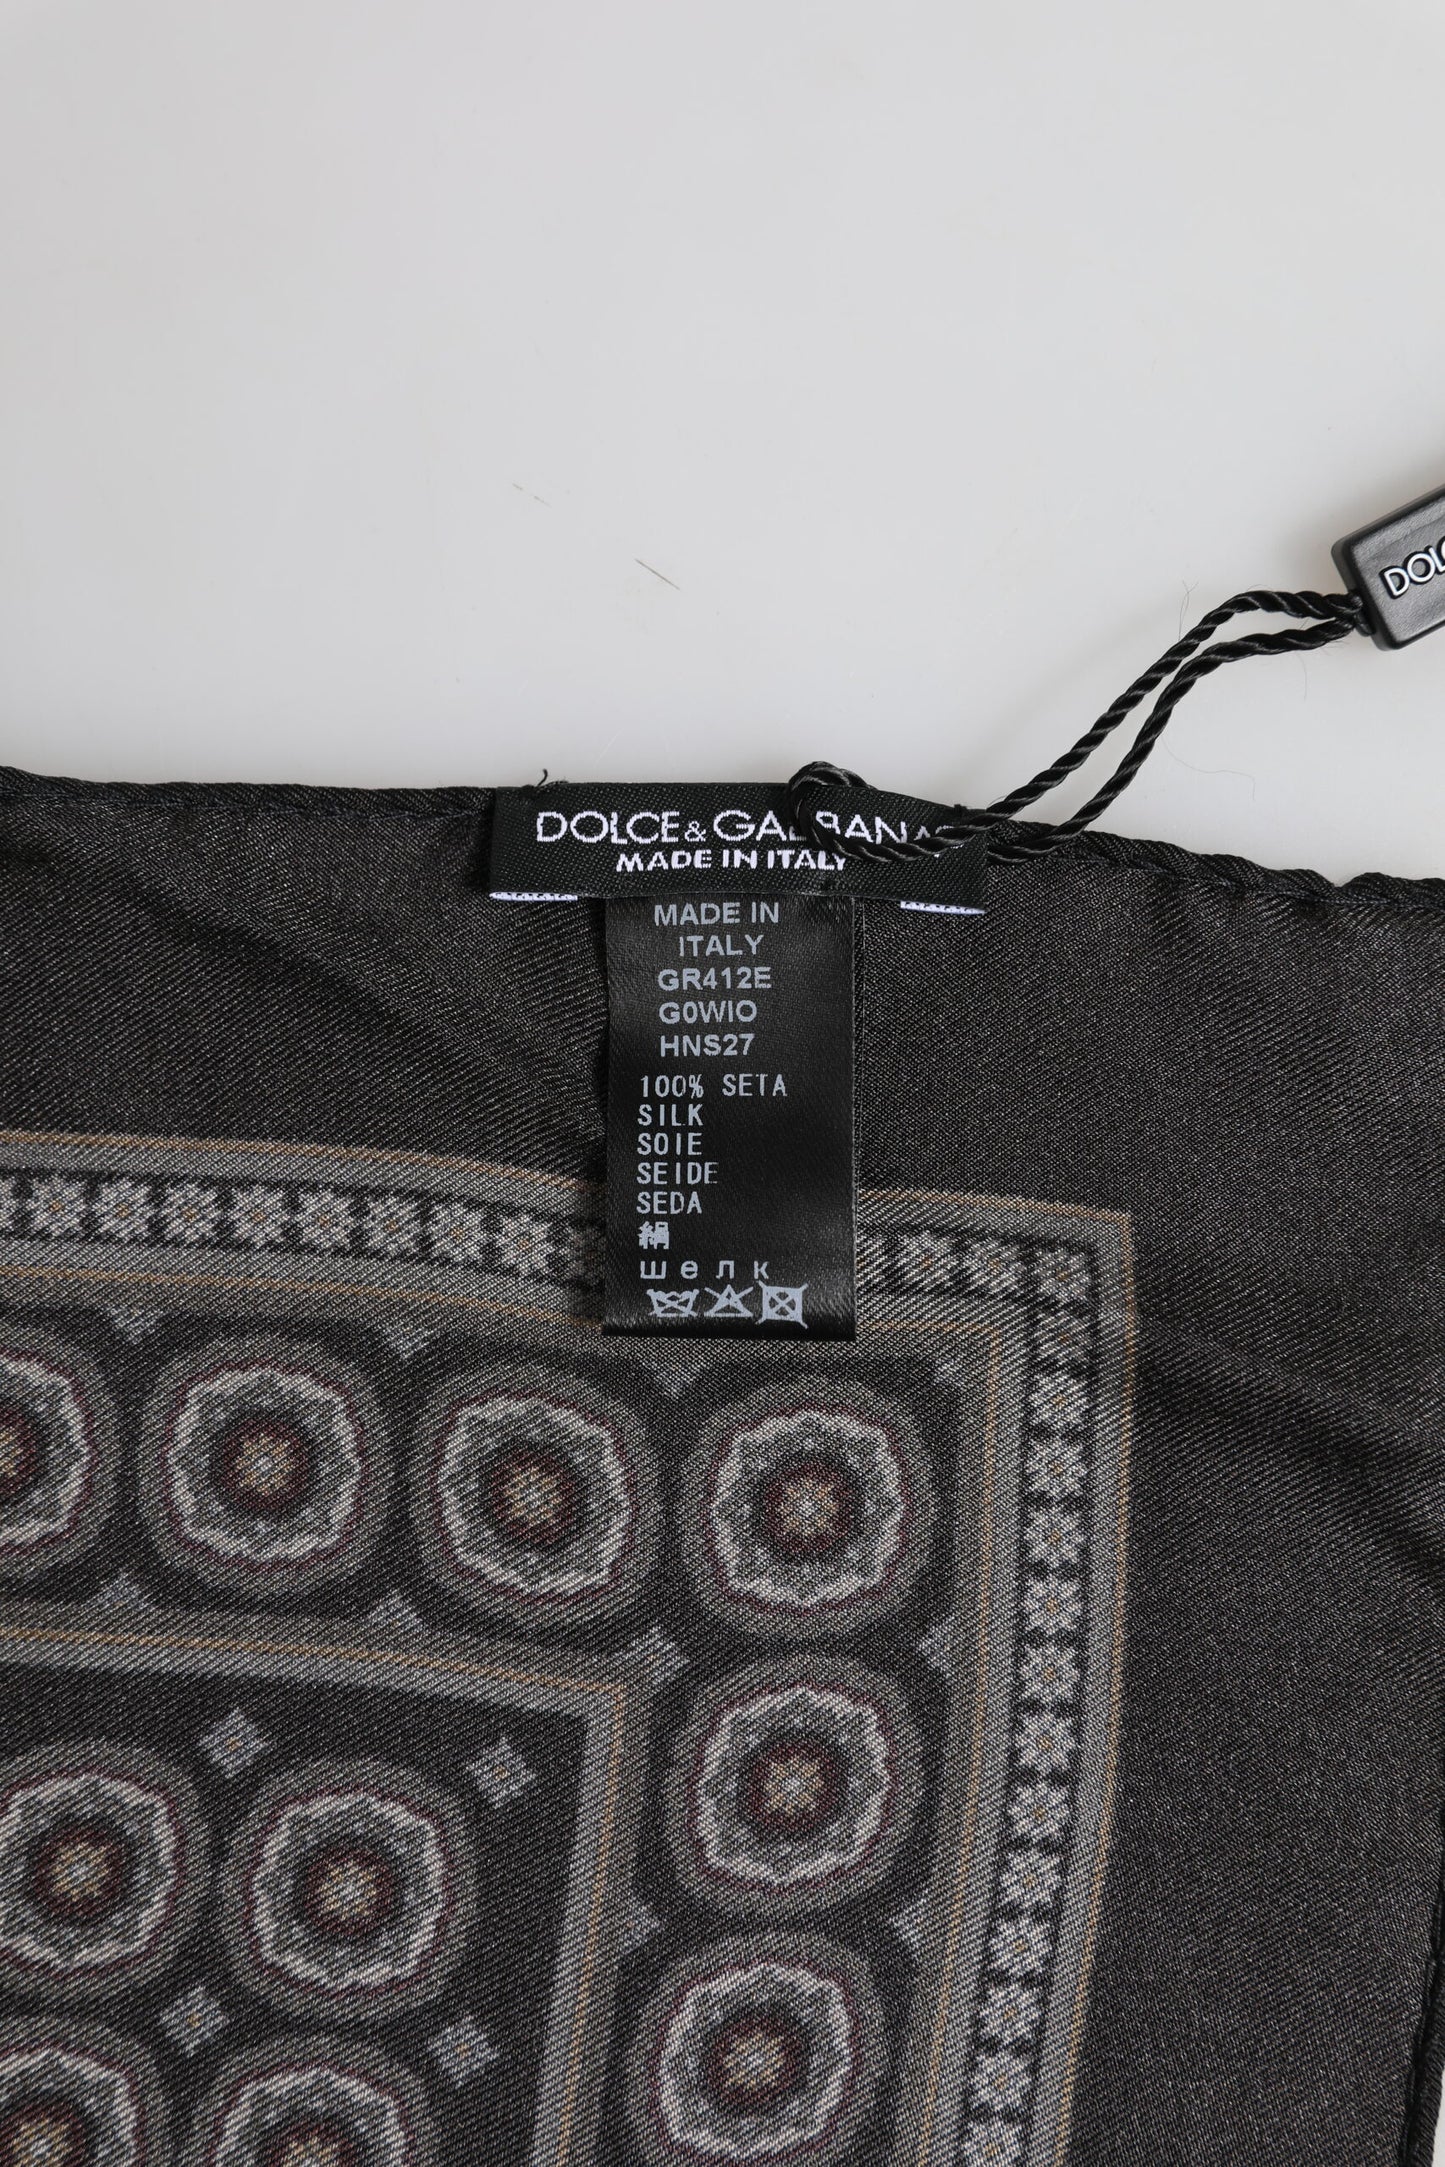 DOLCE & GABBANA
MADE IN ITALY
MADE IN
ITALY
GR412E
G0WIO
HNS27
100% SETA
SILK
SOIE
SEIDE
SEDA
絹
шелк